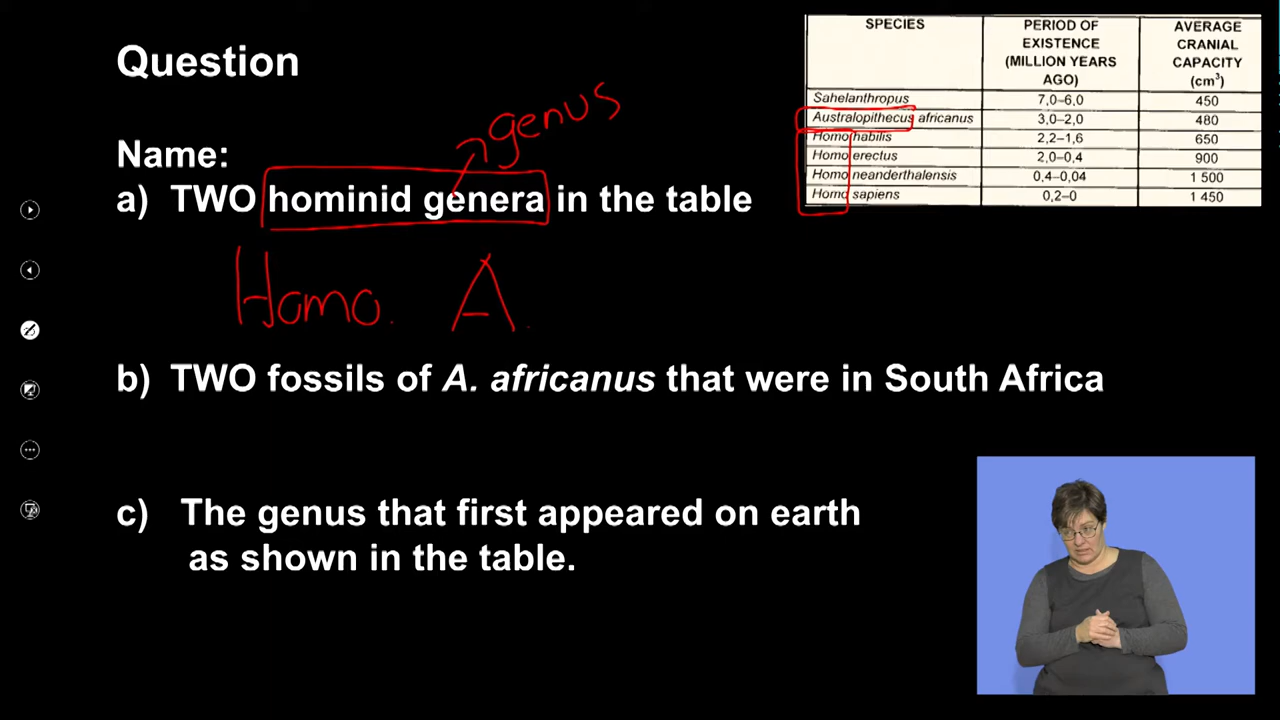 Question
genus
Name:
a) TWO hominid genera in the table
Homo. A.
b) TWO fossils of A. africanus that were in South Africa
c) The genus that first appeared on earth
as shown in the table.
SPECIES PERIOD OF EXISTENCE (MILLION YEARS AGO) AVERAGE CRANIAL CAPACITY (cm³)
Sahelanthropus 7,0–6,0 450
Australopithecus africanus 3,0–2,0 480
Homo habilis 2,2–1,6 650
Homo erectus 2,0–0,4 900
Homo neanderthalensis 0,4–0,04 1 500
Homo sapiens 0,2–0 1 450